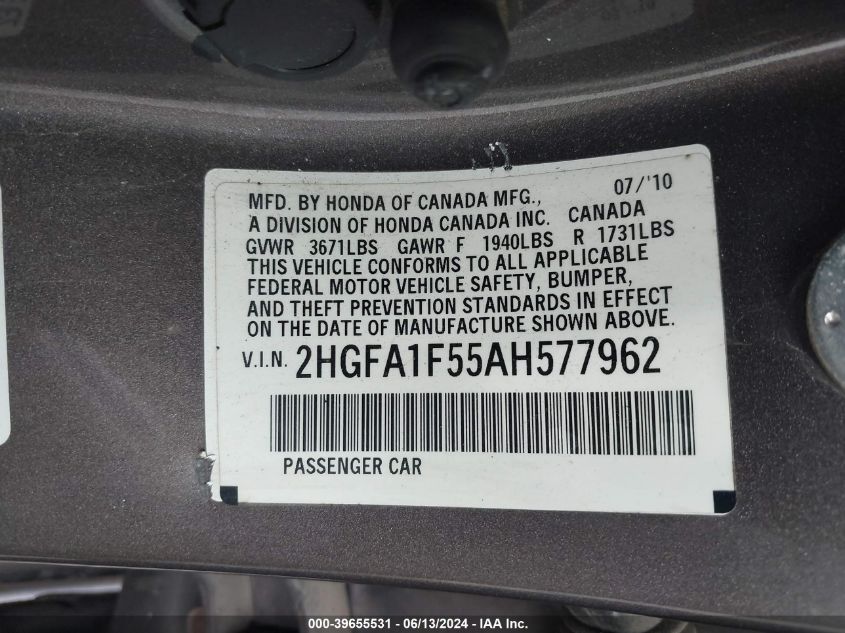 MFD. BY HONDA OF CANADA MFG., 07/'10
A DIVISION OF HONDA CANADA INC. CANADA
GVWR 3671LBS GAWR F 1940LBS R 1731LBS
THIS VEHICLE CONFORMS TO ALL APPLICABLE
FEDERAL MOTOR VEHICLE SAFETY, BUMPER,
AND THEFT PREVENTION STANDARDS IN EFFECT
ON THE DATE OF MANUFACTURE SHOWN ABOVE.
V.I.N. 2HGFA1F55AH577962
PASSENGER CAR
000-39655531 - 06/13/2024 - IAA Inc.